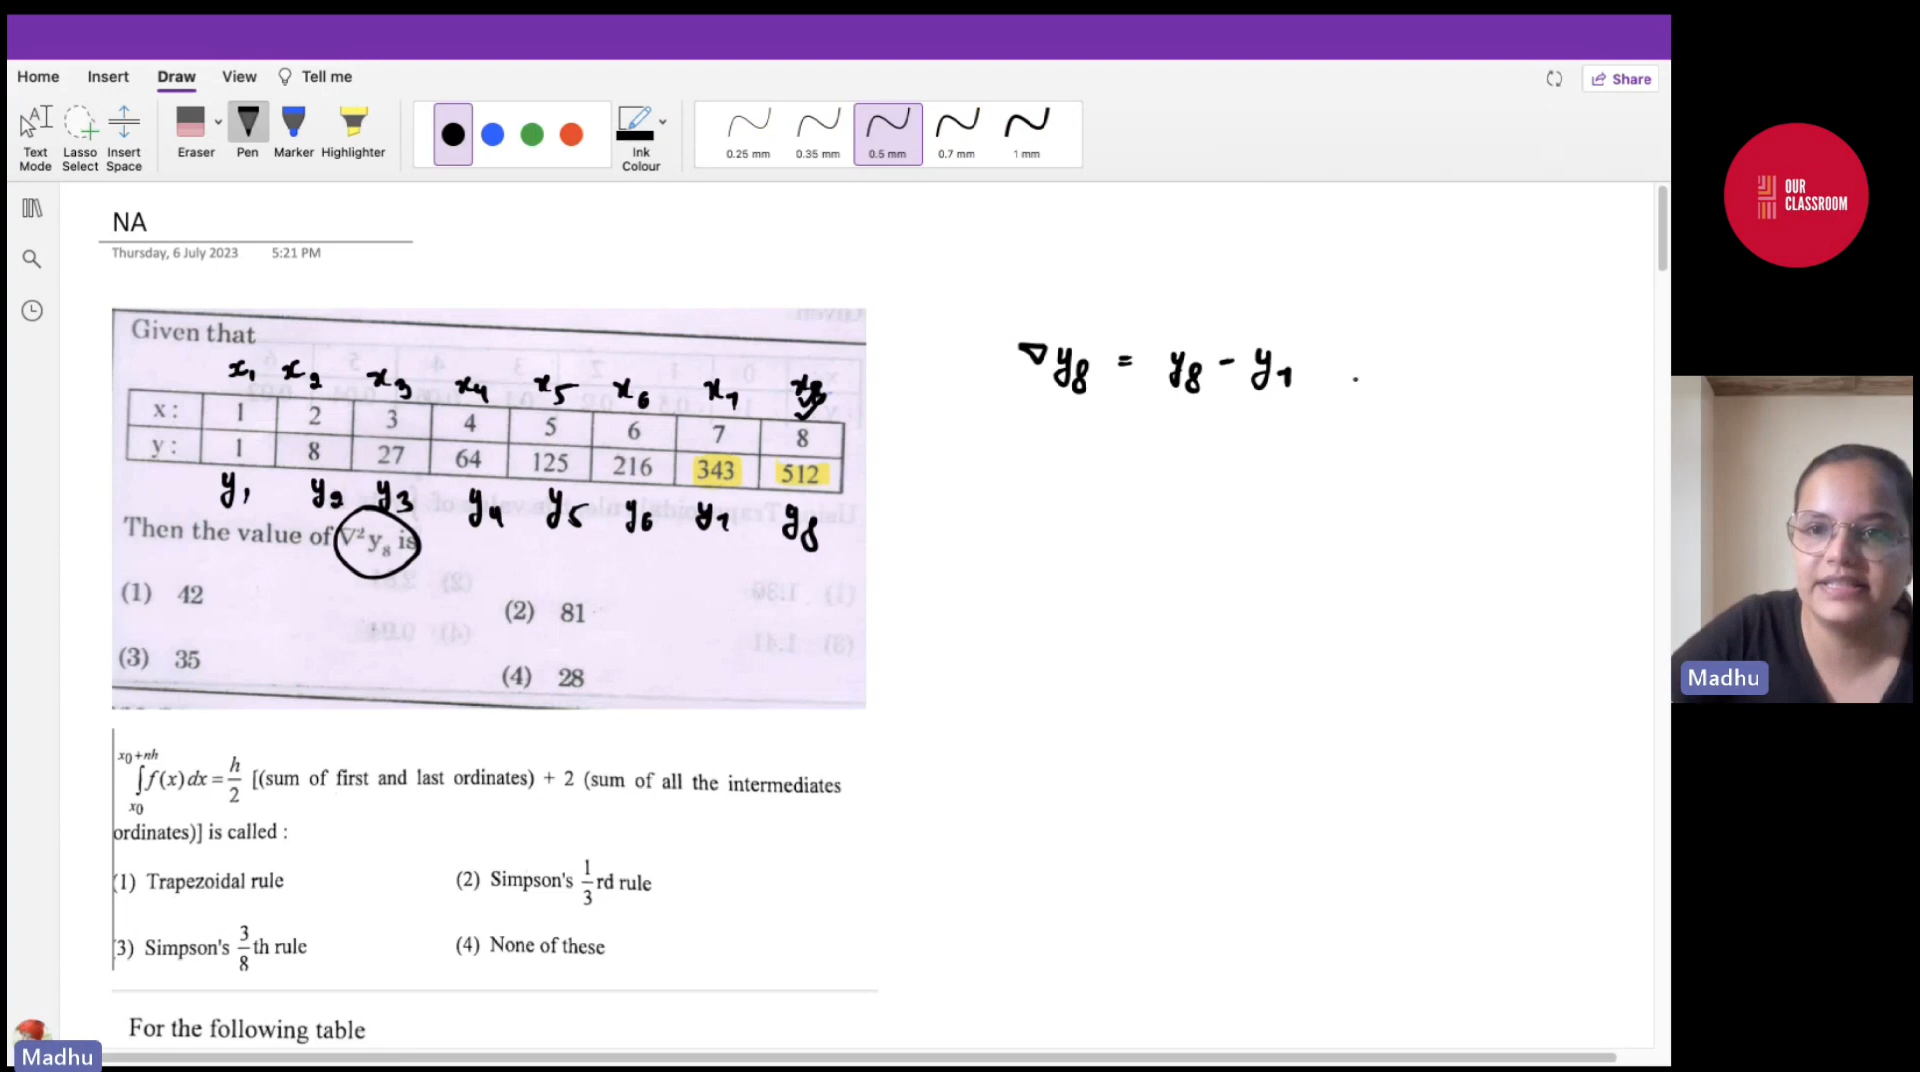 Home Insert Draw View Tell me
Share
Text Mode Lasso Select Insert Space Eraser Pen Marker Highlighter Ink Colour 0.25 mm 0.35 mm 0.5 mm 0.7 mm 1 mm
OUR CLASSROOM
NA
Thursday, 6 July 2023 5:21 PM
Given that
x₁ x₂ x₃ x₄ x₅ x₆ x₇ x₈
x : 1 2 3 4 5 6 7 8
y : 1 8 27 64 125 216 343 512
y₁ y₂ y₃ y₄ y₅ y₆ y₇ y₈
Then the value of ∇²y₈ is
(1) 42
(2) 81
(3) 35
(4) 28
∇y₈ = y₈ - y₇
∫_{x₀}^{x₀+nh} f(x) dx = h/2 [(sum of first and last ordinates) + 2 (sum of all the intermediates
ordinates)] is called :
(1) Trapezoidal rule (2) Simpson's 1/3 rd rule
3) Simpson's 3/8 th rule (4) None of these
For the following table
Madhu
Madhu